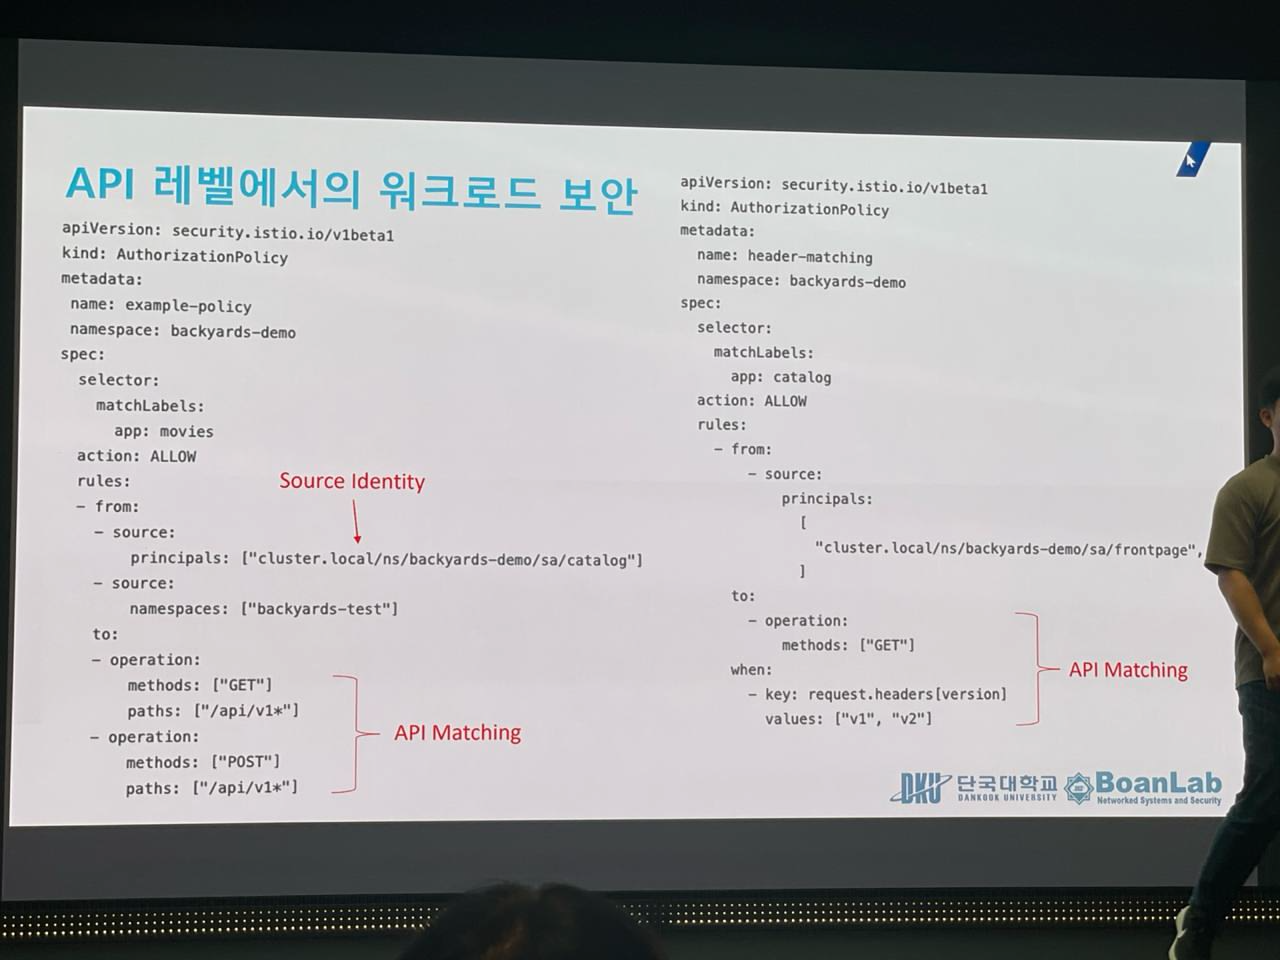 API 레벨에서의 워크로드 보안
apiVersion: security.istio.io/v1beta1
kind: AuthorizationPolicy
metadata:
name: example-policy
namespace: backyards-demo
spec:
selector:
matchLabels:
app: movies
action: ALLOW
rules:
- from:
- source:
principals: ["cluster.local/ns/backyards-demo/sa/catalog"]
- source:
namespaces: ["backyards-test"]
to:
- operation:
methods: ["GET"]
paths: ["/api/v1*"]
- operation:
methods: ["POST"]
paths: ["/api/v1*"]
Source Identity
API Matching
apiVersion: security.istio.io/v1beta1
kind: AuthorizationPolicy
metadata:
name: header-matching
namespace: backyards-demo
spec:
selector:
matchLabels:
app: catalog
action: ALLOW
rules:
- from:
- source:
principals:
[
"cluster.local/ns/backyards-demo/sa/frontpage",
]
to:
- operation:
methods: ["GET"]
when:
- key: request.headers[version]
values: ["v1", "v2"]
API Matching
DKU 단국대학교
DANKOOK UNIVERSITY
BoanLab
Networked Systems and Security